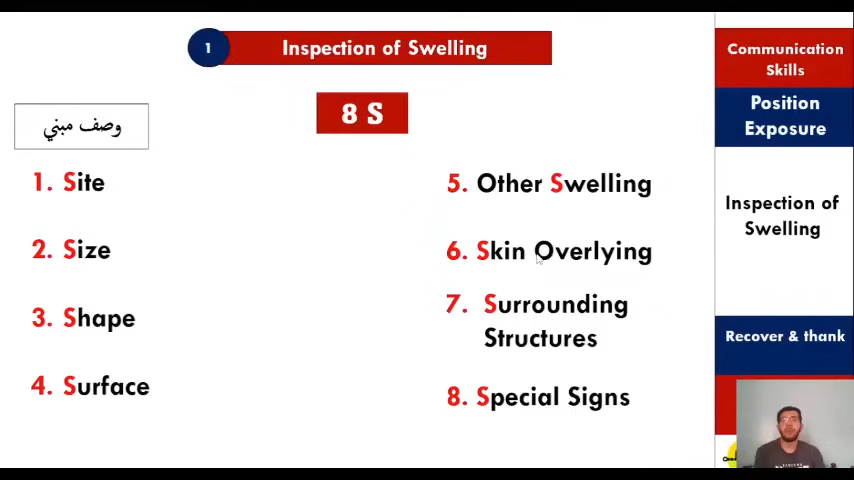 1
Inspection of Swelling
8 S
وصف مبني
1. Site
2. Size
3. Shape
4. Surface
5. Other Swelling
6. Skin Overlying
7. Surrounding
Structures
8. Special Signs
Communication
Skills
Position
Exposure
Inspection of
Swelling
Recover & thank